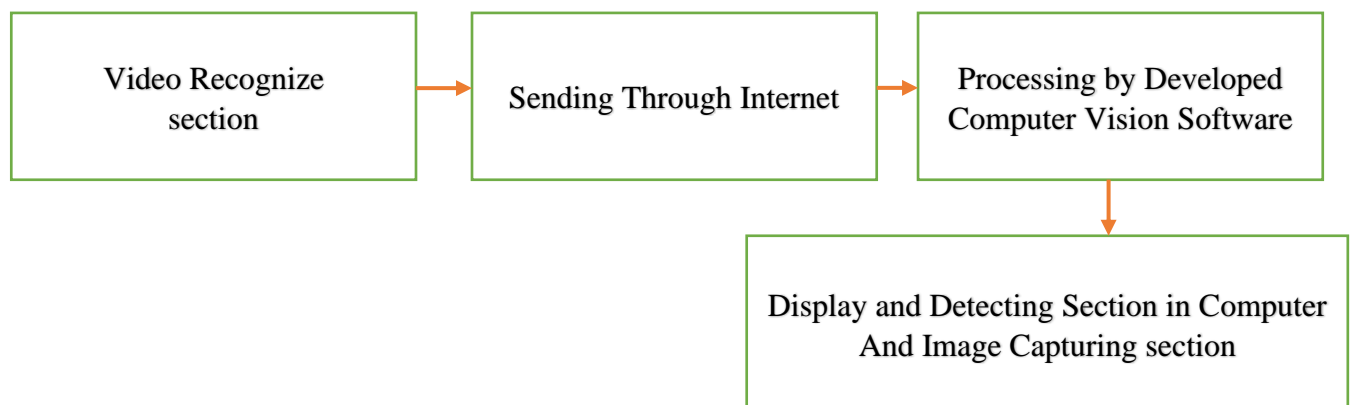 Video Recognize
section
Sending Through Internet
Processing by Developed
Computer Vision Software
Display and Detecting Section in Computer
And Image Capturing section